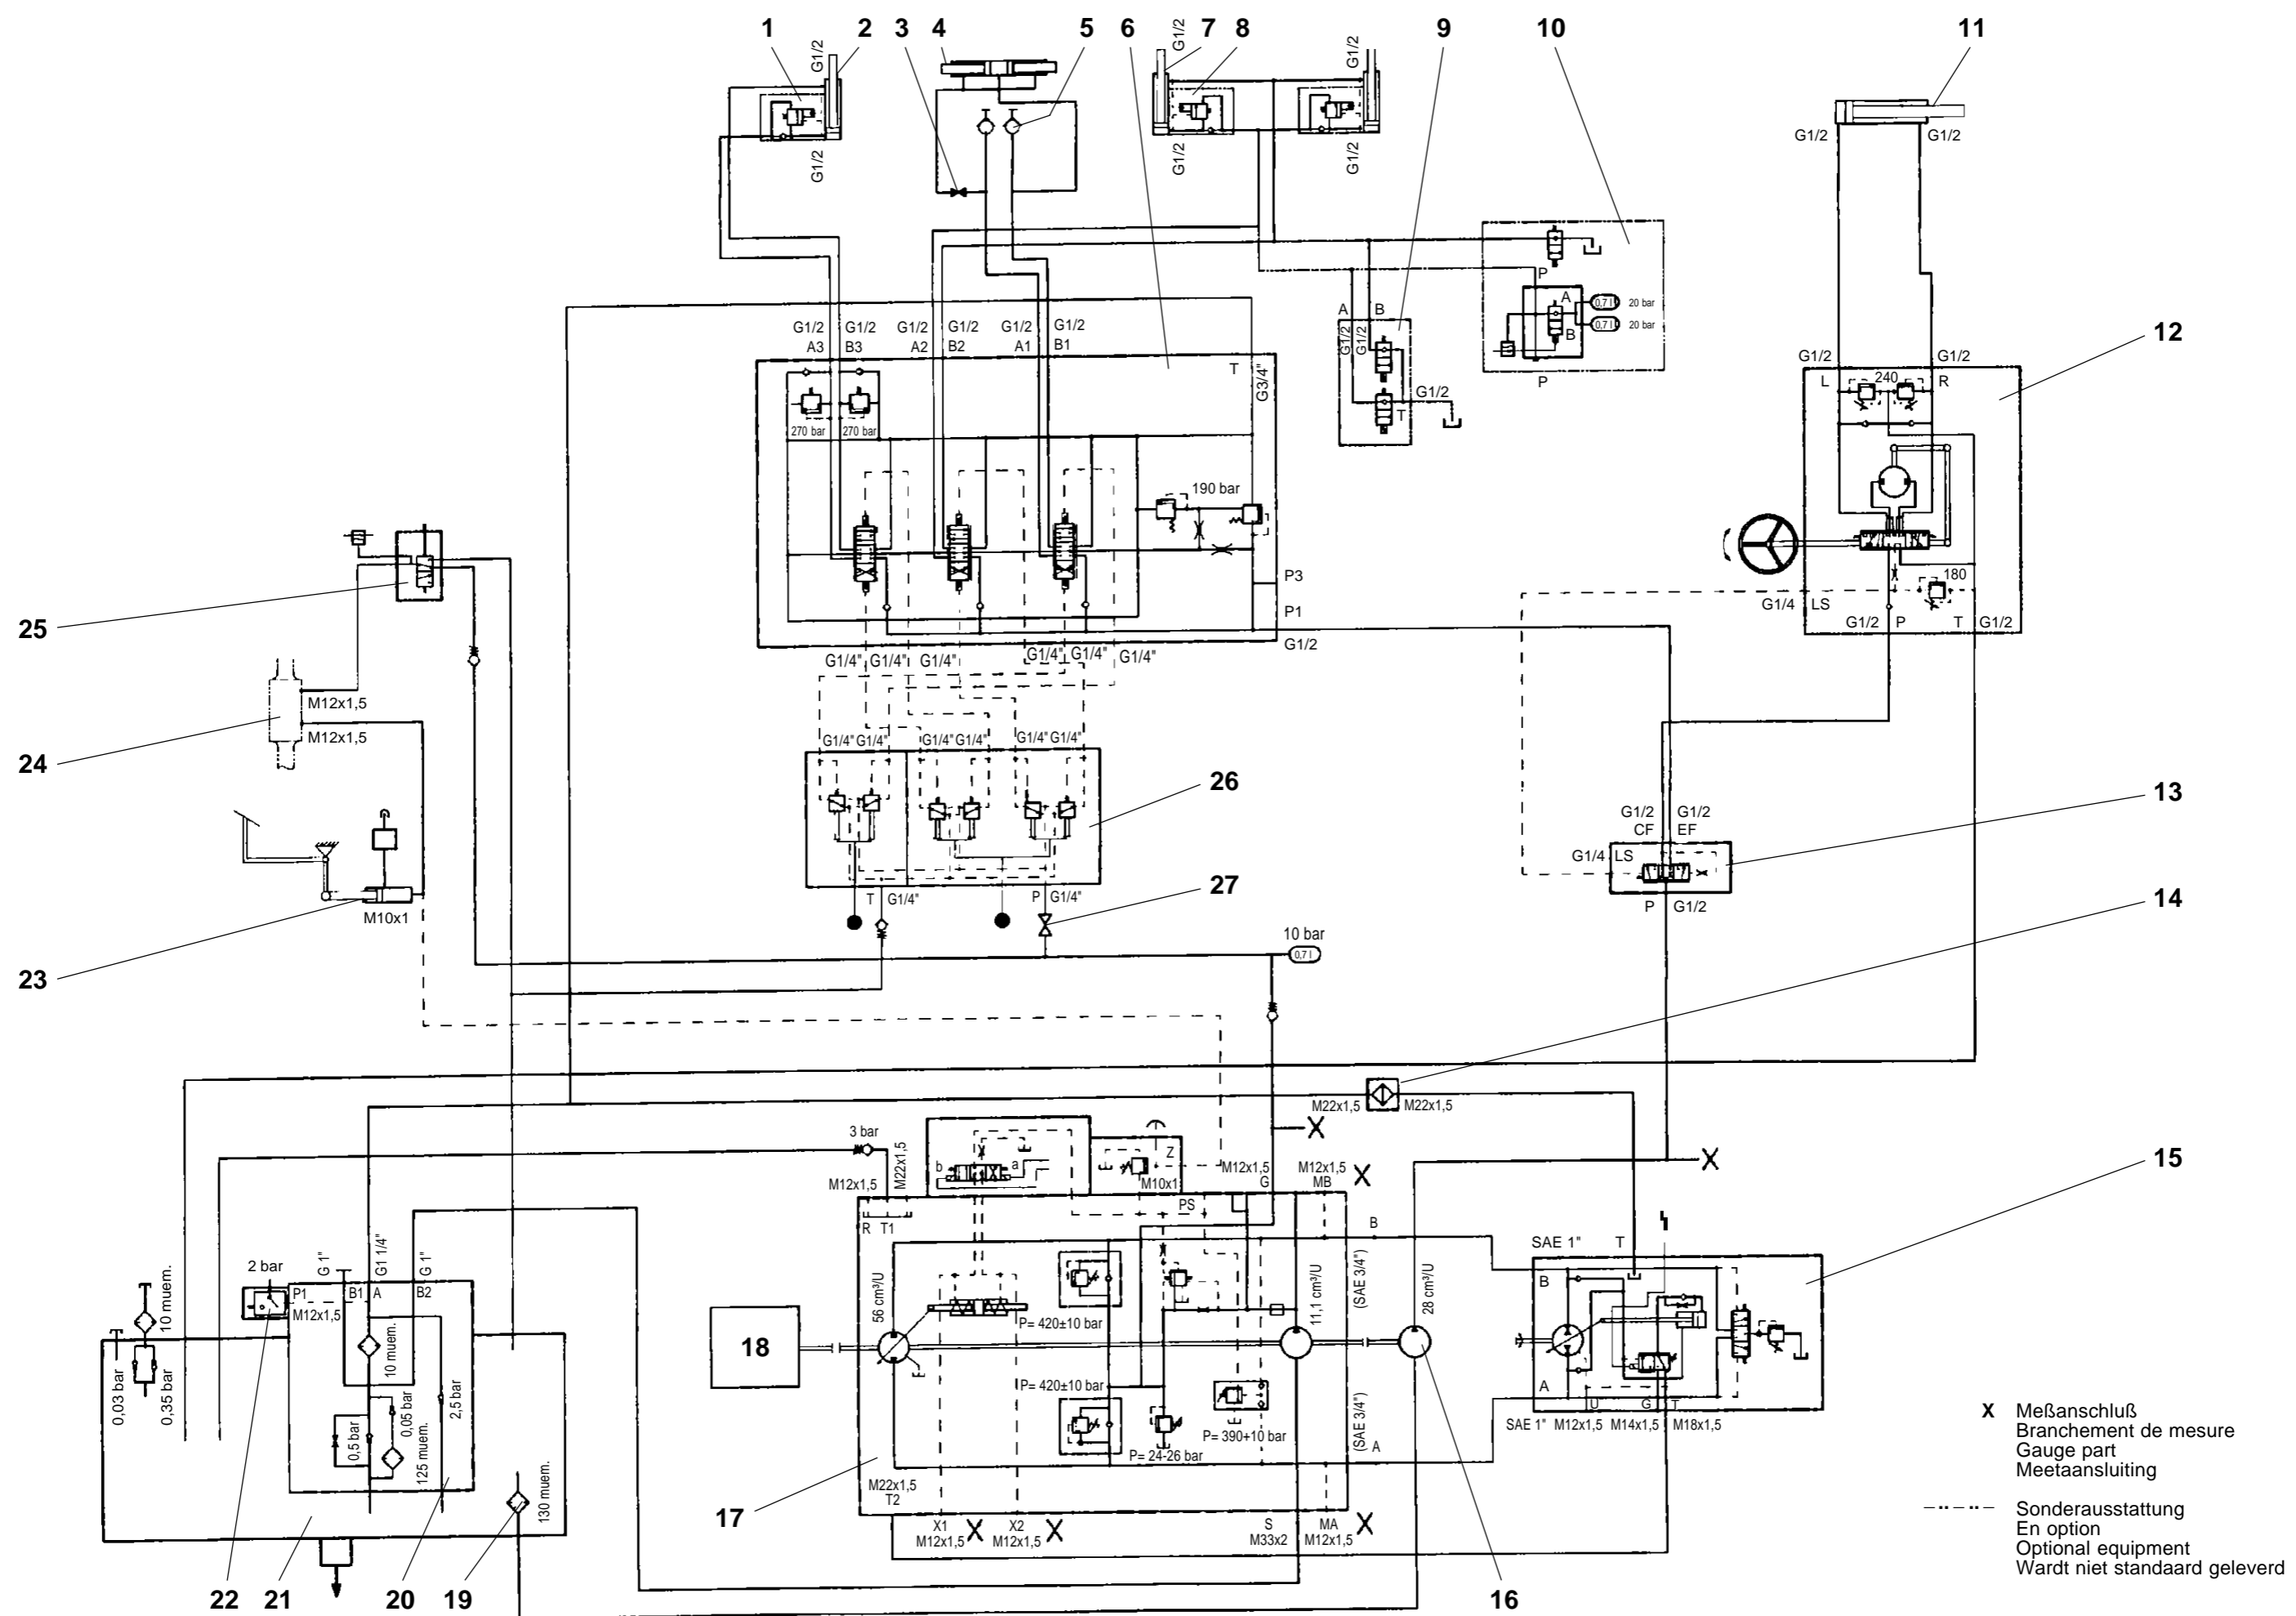 1 2 3 4 5 6 7 8 9 10 11
G1/2 G1/2 G1/2
G1/2 G1/2 G1/2
G1/2 G1/2
10
P
A 0,7 l 20 bar
B 0,7 l 20 bar
P
9
A B
G1/2 G1/2
G1/2
T
G1/2 G1/2 G1/2 G1/2 G1/2 G1/2
A3 B3 A2 B2 A1 B1
T
G3/4"
270 bar 270 bar
190 bar
P3
P1
G1/2
G1/2 G1/2
L 240 R
12
180
G1/4 LS
G1/2 P T G1/2
25
M12x1,5
M12x1,5
24
G1/4" G1/4" G1/4" G1/4" G1/4" G1/4"
G1/4" G1/4" G1/4" G1/4" G1/4" G1/4"
26
G1/2 G1/2
CF EF
G1/4 LS
P G1/2
13
M10x1
23
T G1/4" P G1/4"
27
14
10 bar
0,7 l
M22x1,5 M22x1,5
3 bar
M12x1,5 M22x1,5
b a
Z
M10x1
M12x1,5 M12x1,5
G MB
R T1
PS
B
15
SAE 1" T
B
A
U G T
SAE 1" M12x1,5 M14x1,5 M18x1,5
2 bar
G 1" G1 1/4" G 1"
P1 B1 A B2
M12x1,5
10 muem.
0,03 bar
0,35 bar
10 muem.
0,5 bar
0,05 bar
125 muem.
2,5 bar
130 muem.
18
56 cm³/U
P= 420±10 bar
11,1 cm³/U
(SAE 3/4")
28 cm³/U
P= 420±10 bar
P= 390+10 bar
P= 24-26 bar
(SAE 3/4")
A
M22x1,5
T2
17
X1 X2 S MA
M12x1,5 M12x1,5 M33x2 M12x1,5
22 21 20 19 16
X Meßanschluß
Branchement de mesure
Gauge part
Meetaansluiting
Sonderausstattung
En option
Optional equipment
Wardt niet standaard geleverd